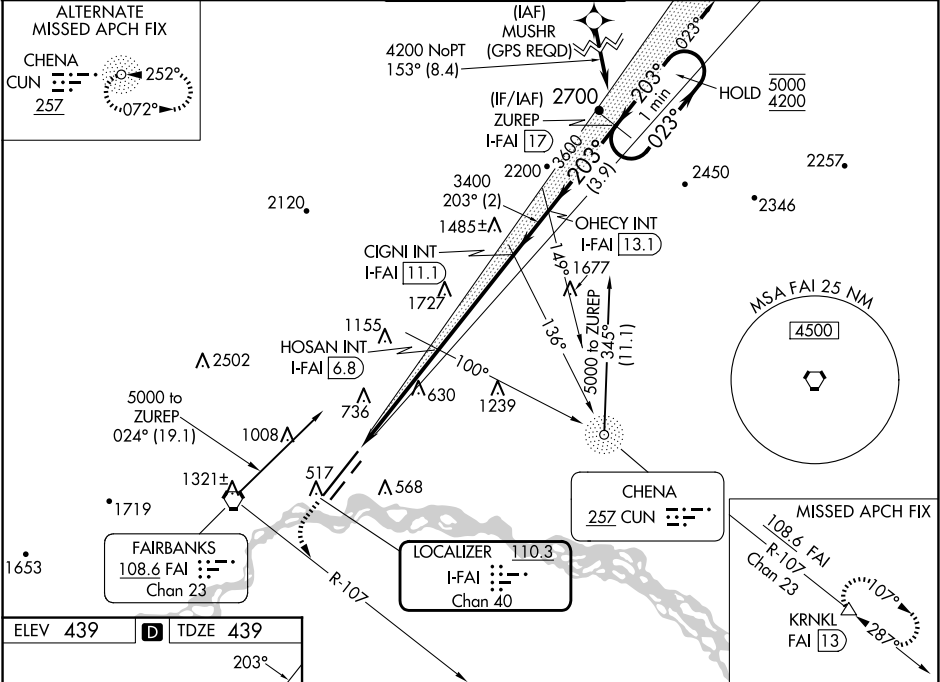 ALTERNATE
MISSED APCH FIX
CHENA
CUN
257
252°
072°
(IAF)
MUSHR
(GPS REQD)
4200 NoPT
153° (8.4)
023°
203°
1 min
023°
HOLD
5000
4200
(IF/IAF)
2700
ZUREP
I-FAI 17
3600
203°
(3.9)
2200
2450
2257
2346
3400
203° (2)
2120
1485±
OHECY INT
I-FAI 13.1
CIGNI INT
I-FAI 11.1
149°
1677
1727
136°
5000 to ZUREP
345°
(11.1)
MSA FAI 25 NM
4500
1155
HOSAN INT
I-FAI 6.8
100°
2502
736
630
1239
5000 to
ZUREP
024° (19.1)
1008
1321±
517
568
1719
1653
CHENA
257 CUN
FAIRBANKS
108.6 FAI
Chan 23
LOCALIZER 110.3
I-FAI
Chan 40
R-107
MISSED APCH FIX
108.6 FAI
R-107
Chan 23
107°
287°
KRNKL
FAI 13
ELEV 439
D
TDZE 439
203°